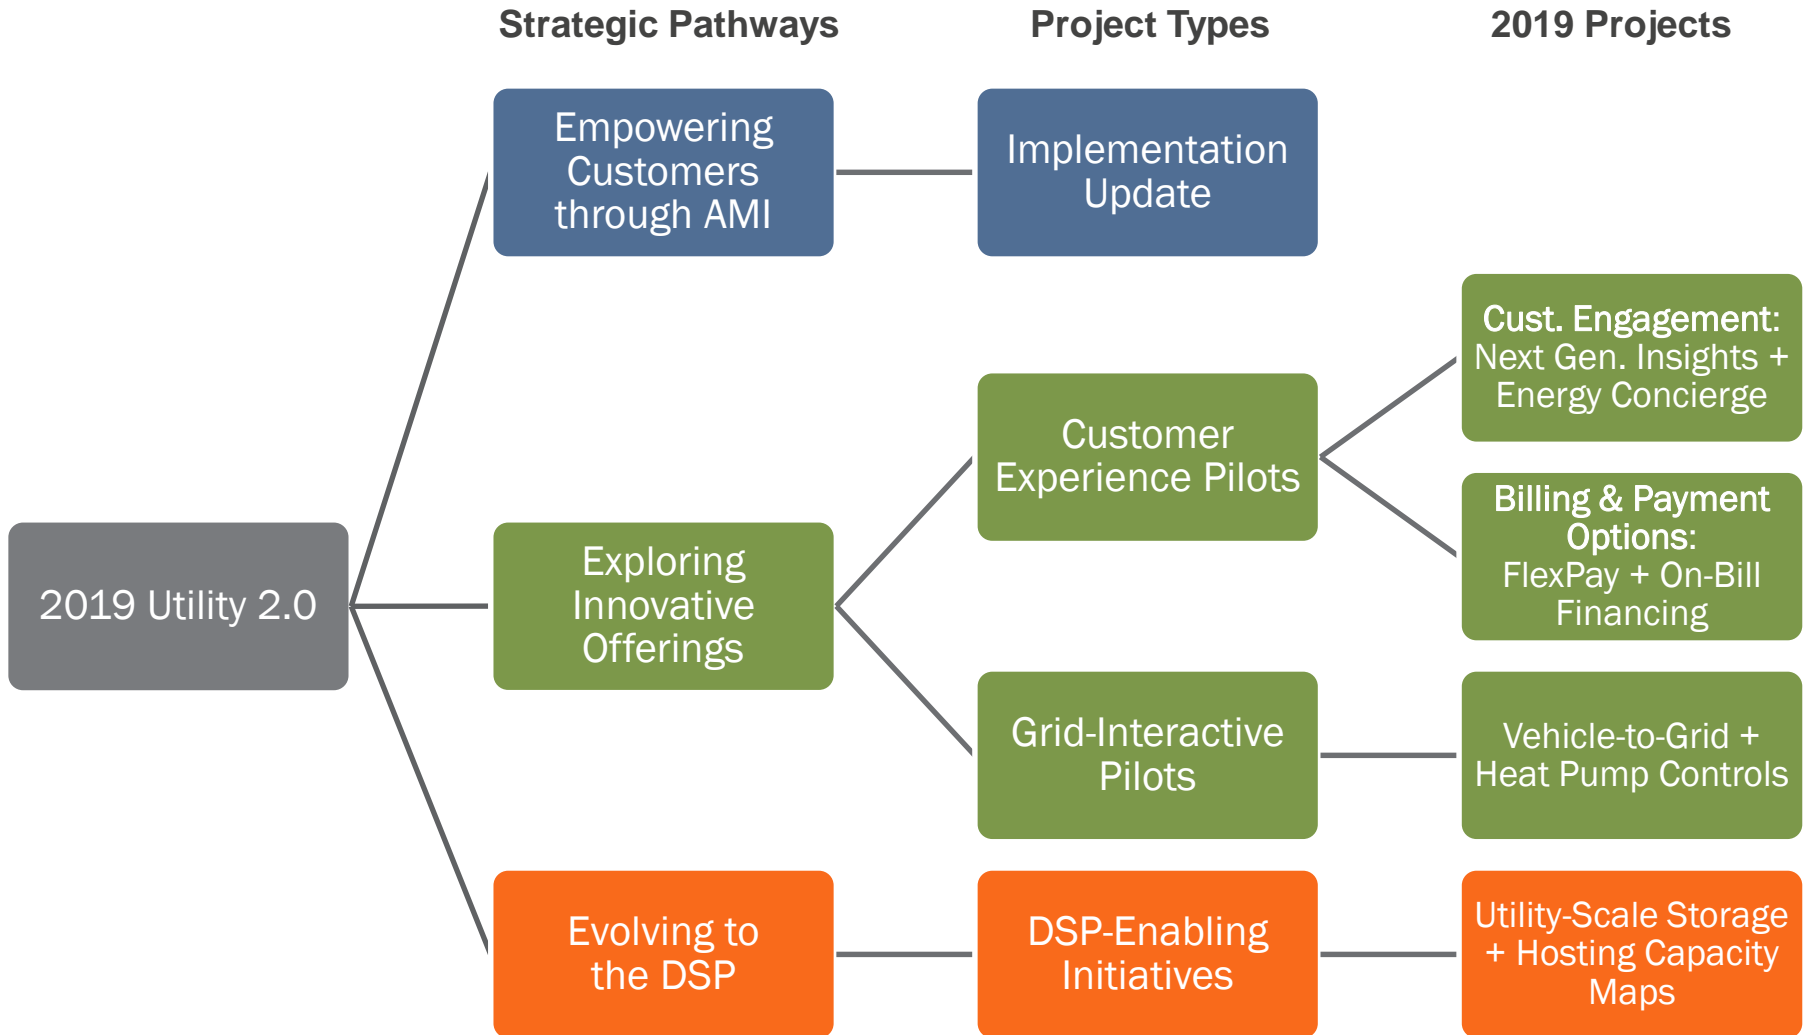 Strategic Pathways
Project Types
2019 Projects
Empowering
Customers
through AMI
Implementation
Update
Cust. Engagement:
Next Gen. Insights +
Energy Concierge
Customer
Experience Pilots
Billing & Payment
Options:
FlexPay + On-Bill
Financing
2019 Utility 2.0
Exploring
Innovative
Offerings
Grid-Interactive
Pilots
Vehicle-to-Grid +
Heat Pump Controls
Evolving to
the DSP
DSP-Enabling
Initiatives
Utility-Scale Storage
+ Hosting Capacity
Maps